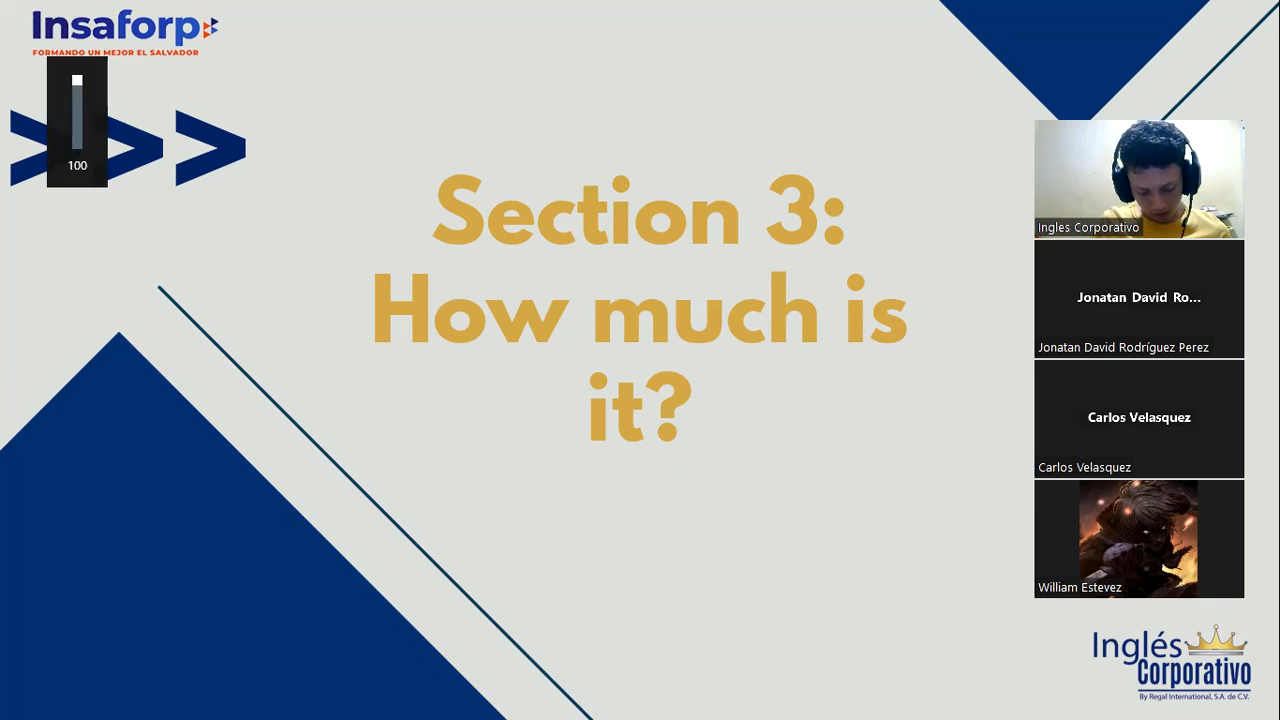 Insaforp
FORMANDO UN MEJOR EL SALVADOR
100
Section 3:
How much is
it?
Ingles Corporativo
Jonatan David Ro...
Jonatan David Rodríguez Perez
Carlos Velasquez
Carlos Velasquez
William Estevez
Inglés
Corporativo
By Regal International, S.A. de C.V.